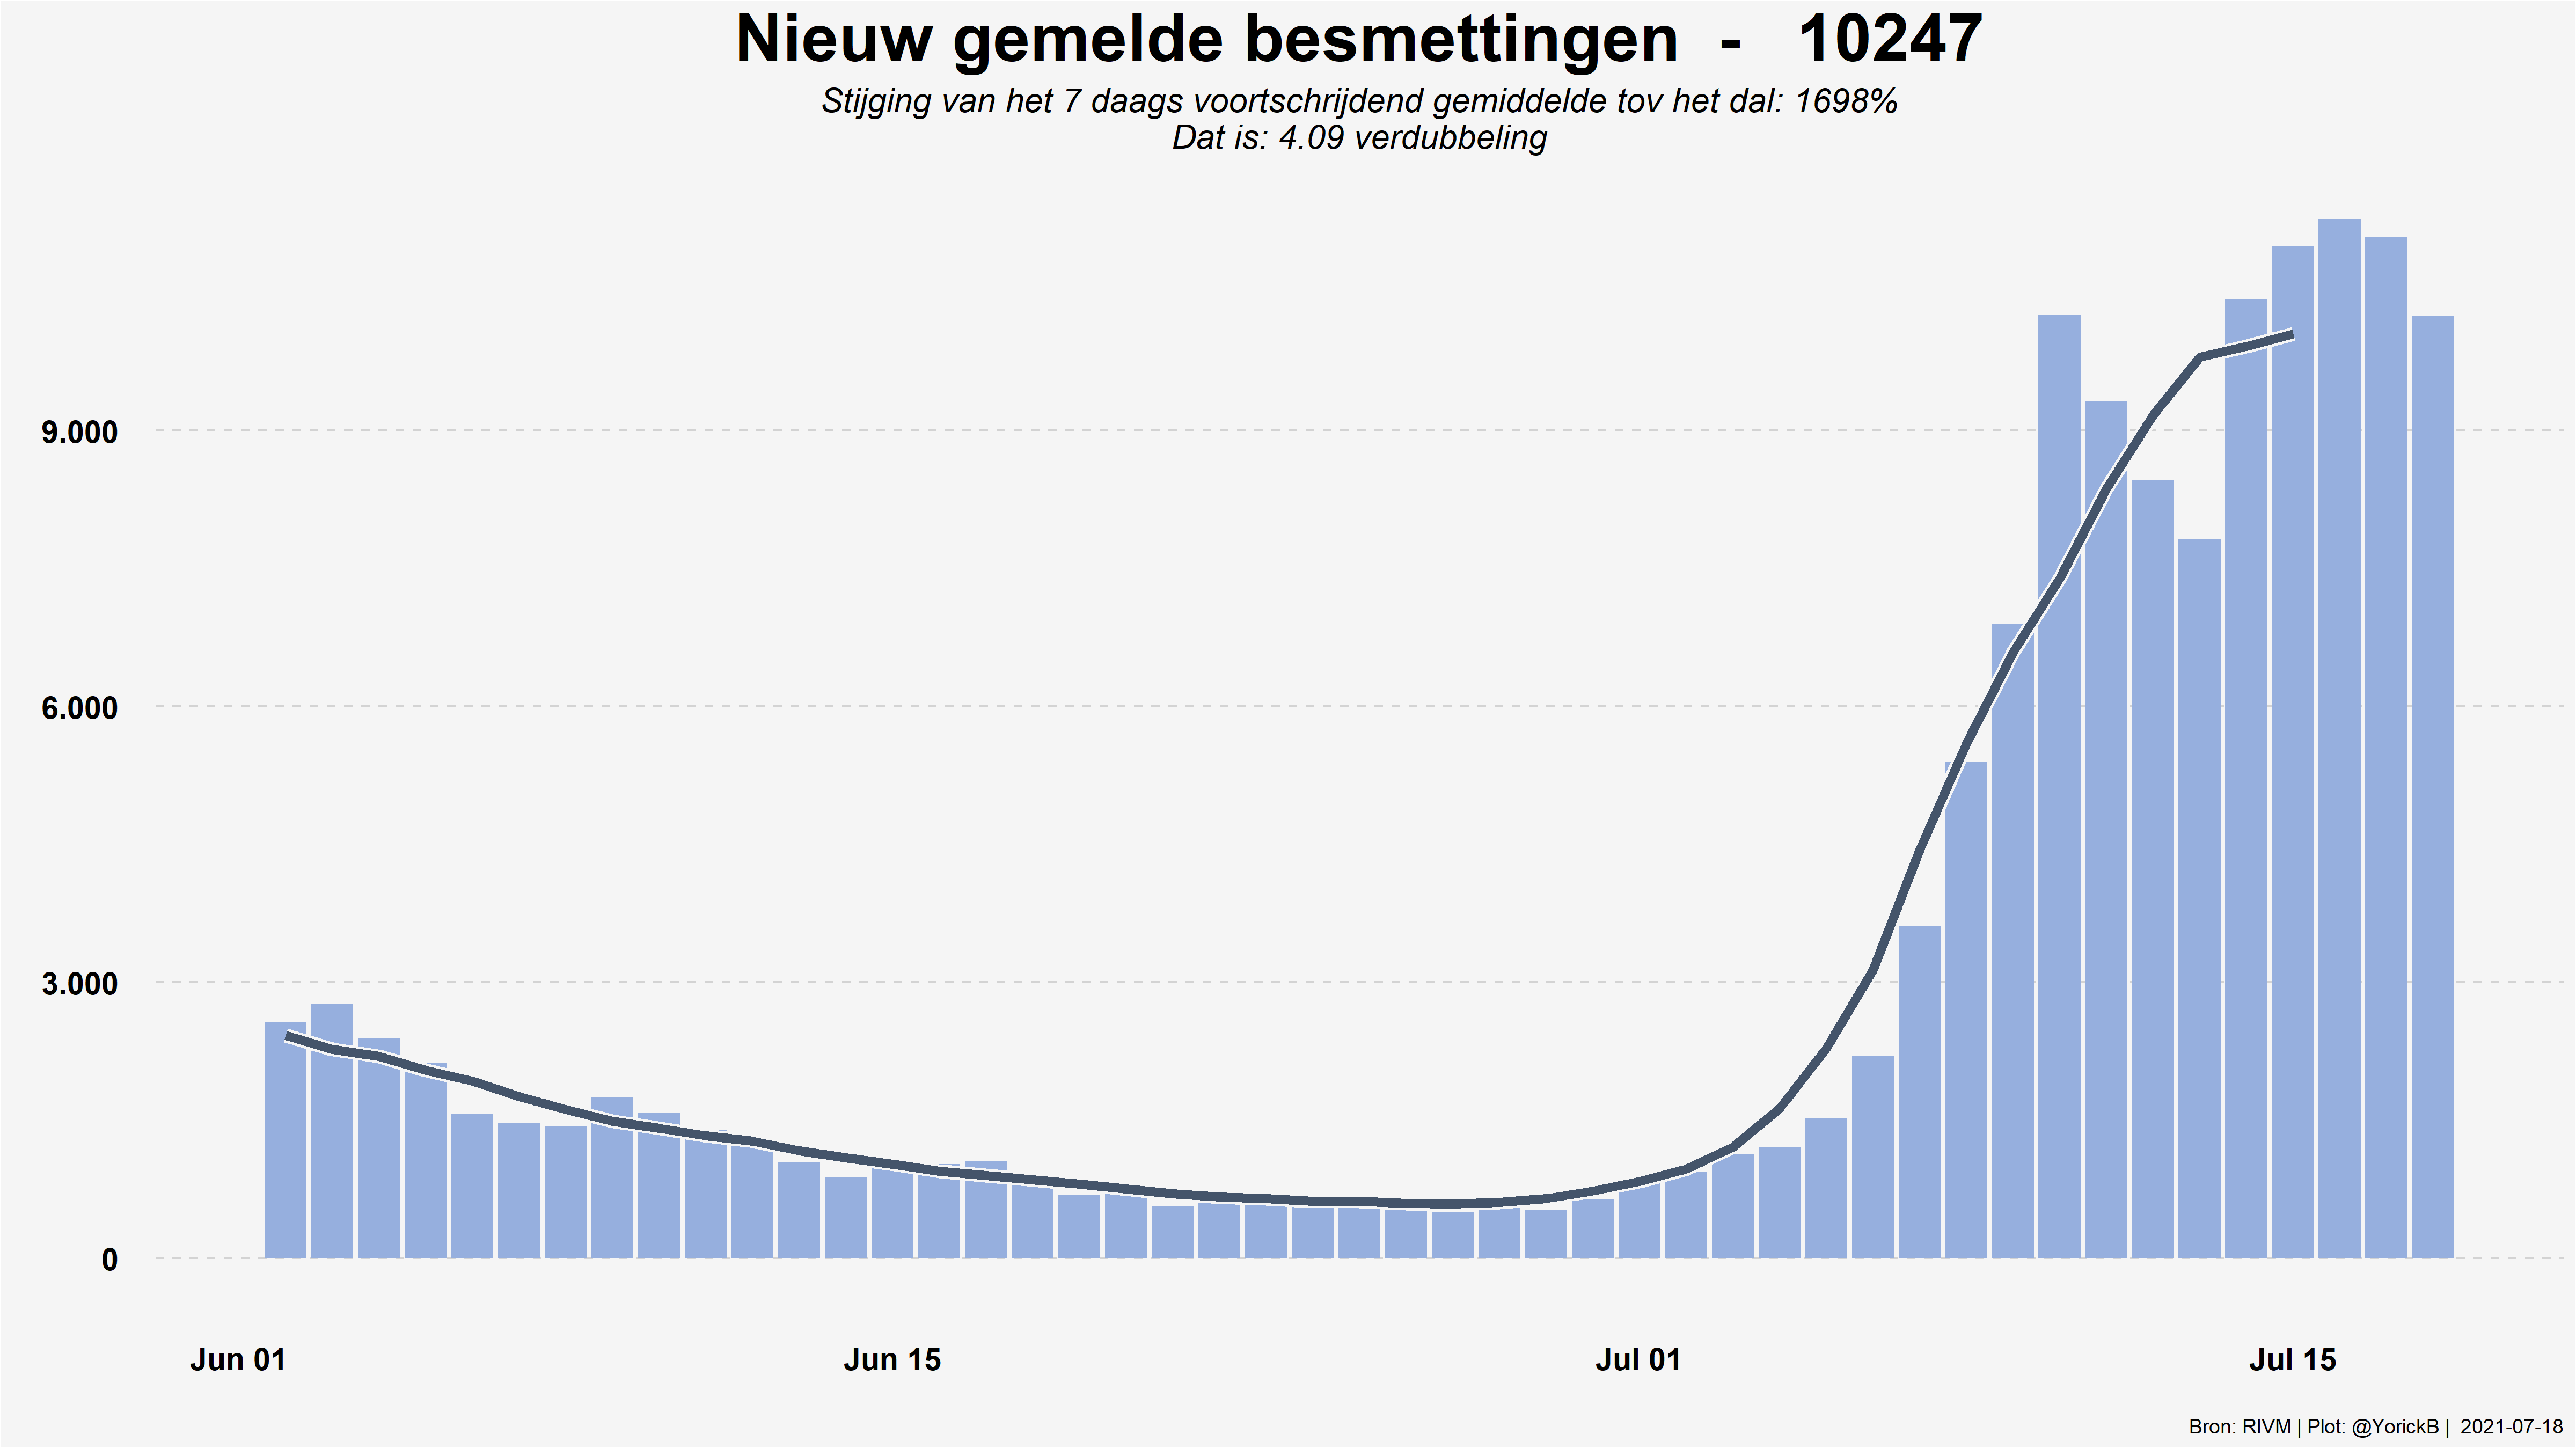 Nieuw gemelde besmettingen - 10247
Stijging van het 7 daags voortschrijdend gemiddelde tov het dal: 1698%
Dat is: 4.09 verdubbeling
9.000
6.000
3.000
0
Jun 01 Jun 15 Jul 01 Jul 15
Bron: RIVM | Plot: @YorickB | 2021-07-18